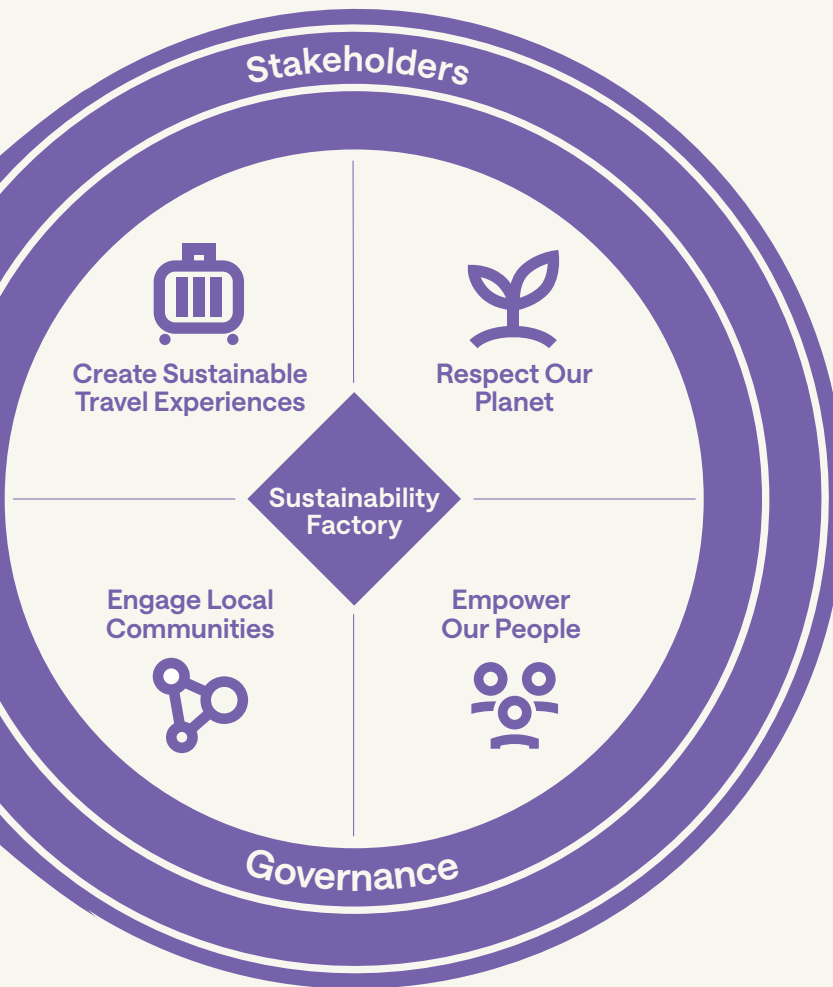 Stakeholders
Create Sustainable
Travel Experiences
Respect Our
Planet
Sustainability
Factory
Engage Local
Communities
Empower
Our People
Governance